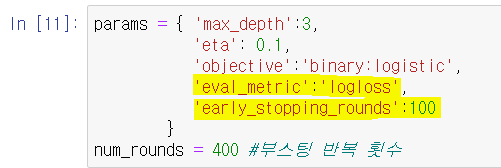 In [11]: params = { 'max_depth':3,
'eta': 0.1,
'objective':'binary:logistic',
'eval_metric':'logloss',
'early_stopping_rounds':100
}
num_rounds = 400 #부스팅 반복 횟수